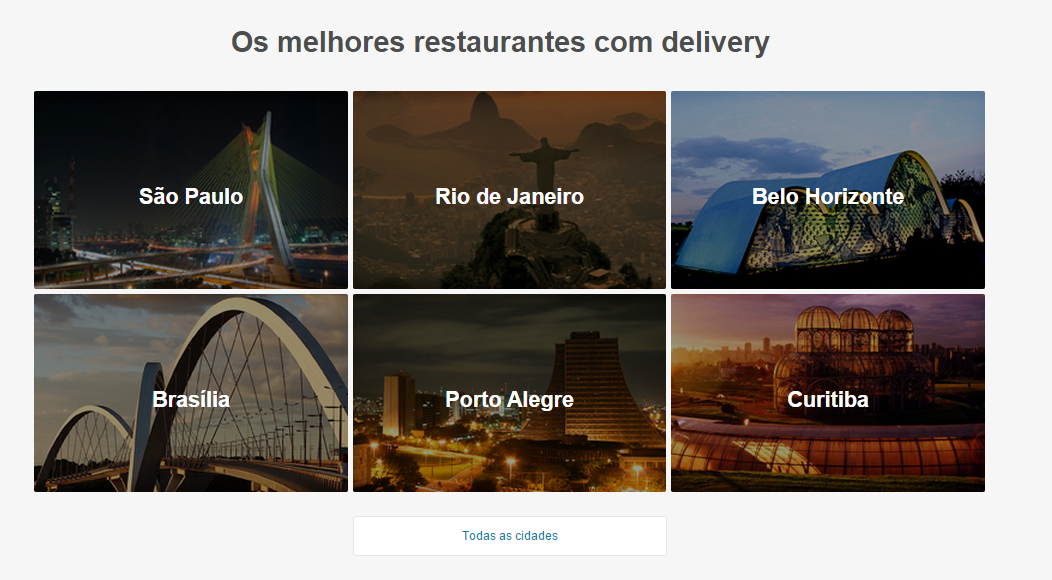 Os melhores restaurantes com delivery
São Paulo
Rio de Janeiro
Belo Horizonte
Brasília
Porto Alegre
Curitiba
Todas as cidades